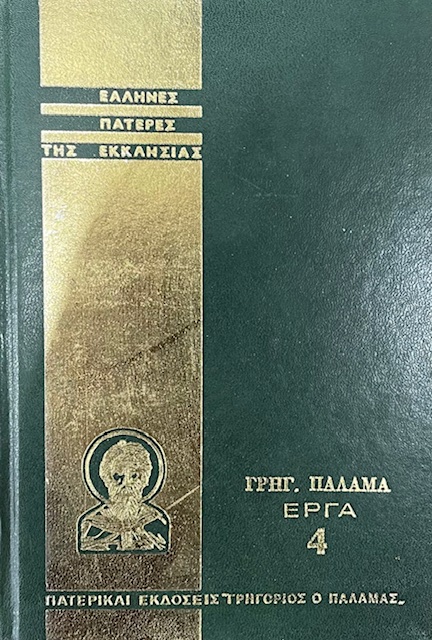 ΕΛΛΗΝΕΣ
ΠΑΤΕΡΕΣ
ΤΗΣ ΕΚΚΛΗΣΙΑΣ
ΓΡΗΓ. ΠΑΛΑΜΑ
ΕΡΓΑ
4
ΠΑΤΕΡΙΚΑΙ ΕΚΔΟΣΕΙΣ "ΓΡΗΓΟΡΙΟΣ Ο ΠΑΛΑΜΑΣ„